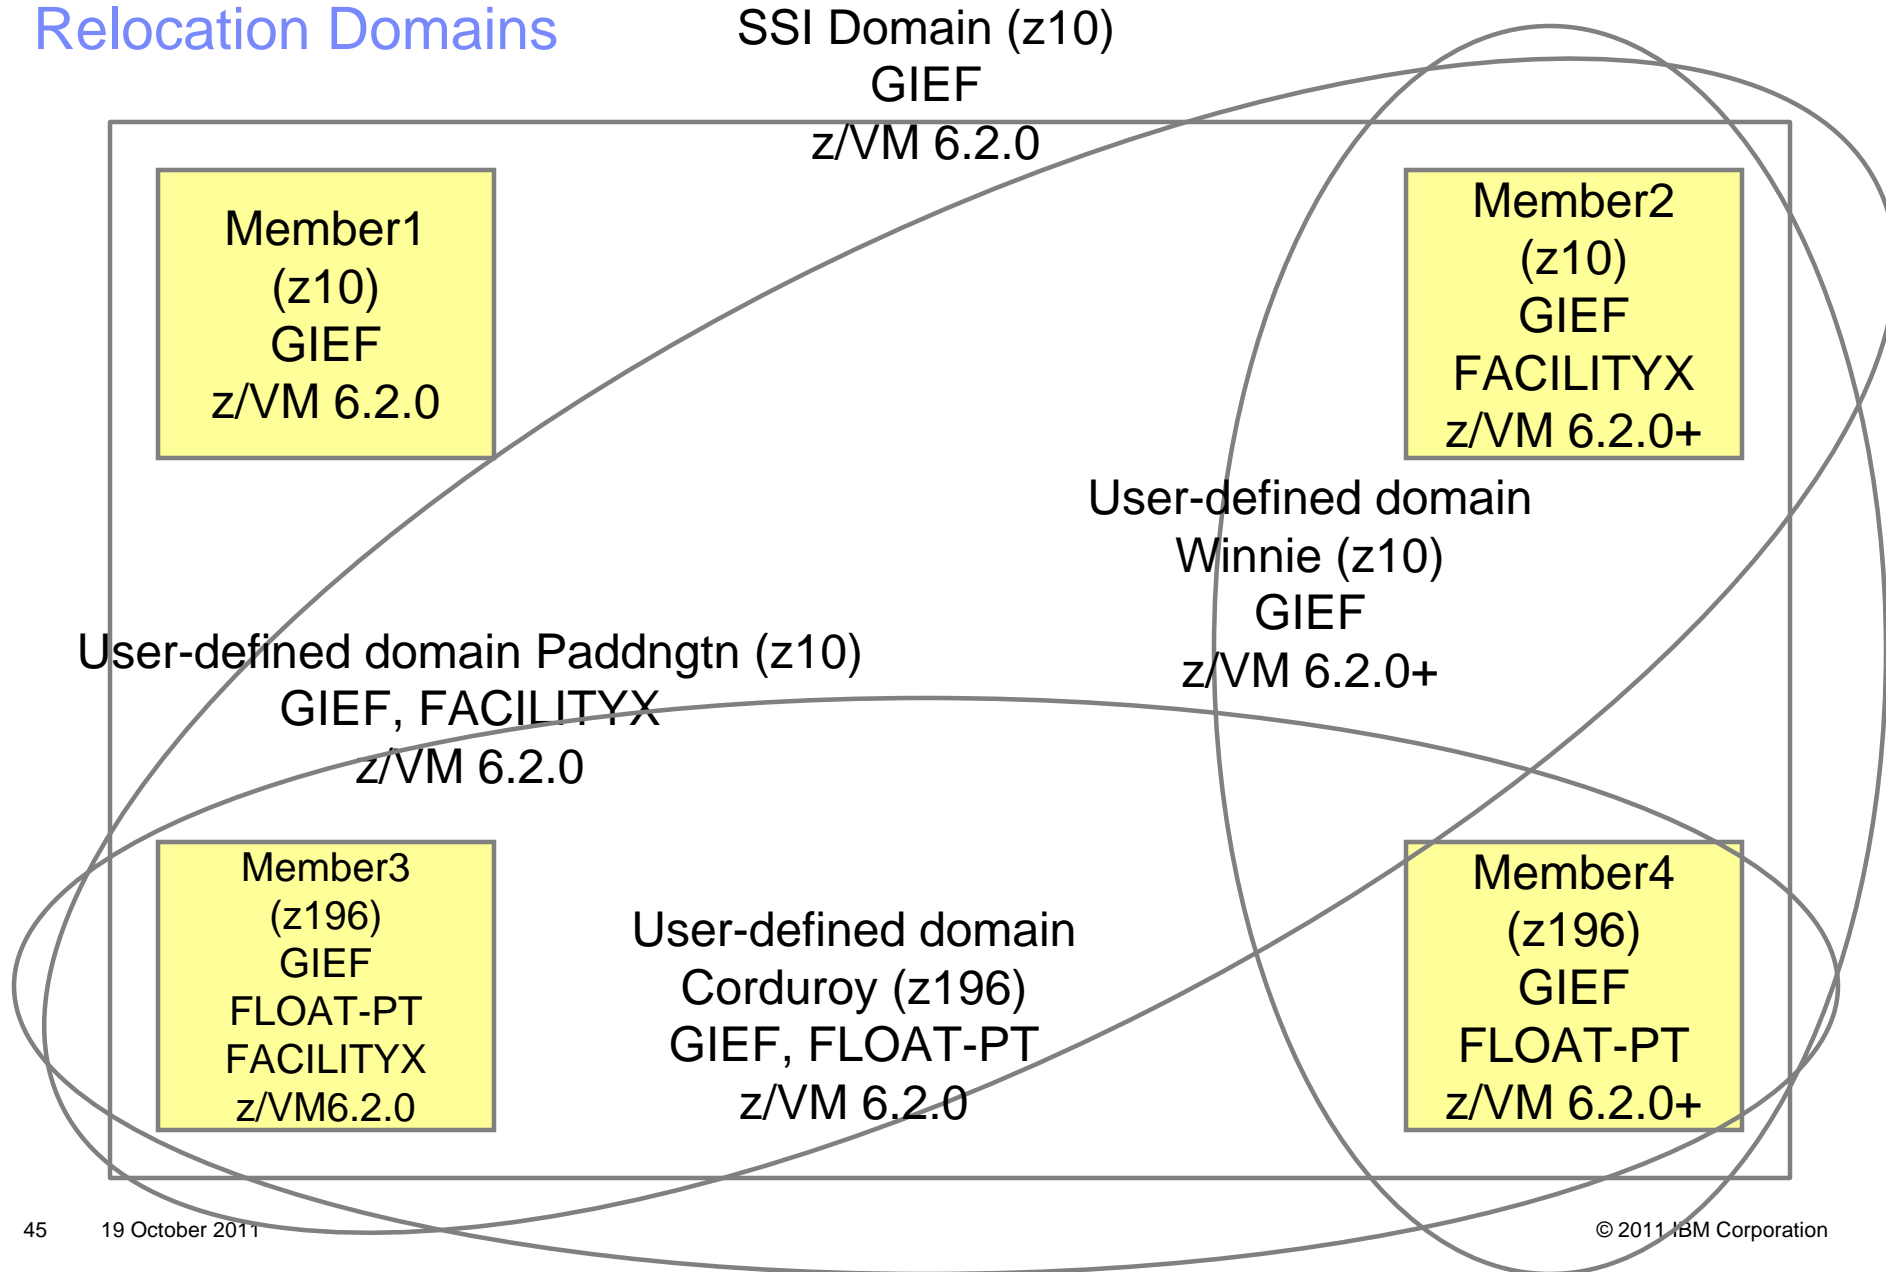 Relocation Domains
SSI Domain (z10)
GIEF
z/VM 6.2.0
Member1
(z10)
GIEF
z/VM 6.2.0
Member2
(z10)
GIEF
FACILITYX
z/VM 6.2.0+
User-defined domain
Winnie (z10)
GIEF
z/VM 6.2.0+
User-defined domain Paddngtn (z10)
GIEF, FACILITYX
z/VM 6.2.0
Member3
(z196)
GIEF
FLOAT-PT
FACILITYX
z/VM6.2.0
User-defined domain
Corduroy (z196)
GIEF, FLOAT-PT
z/VM 6.2.0
Member4
(z196)
GIEF
FLOAT-PT
z/VM 6.2.0+
45 19 October 2011 © 2011 IBM Corporation